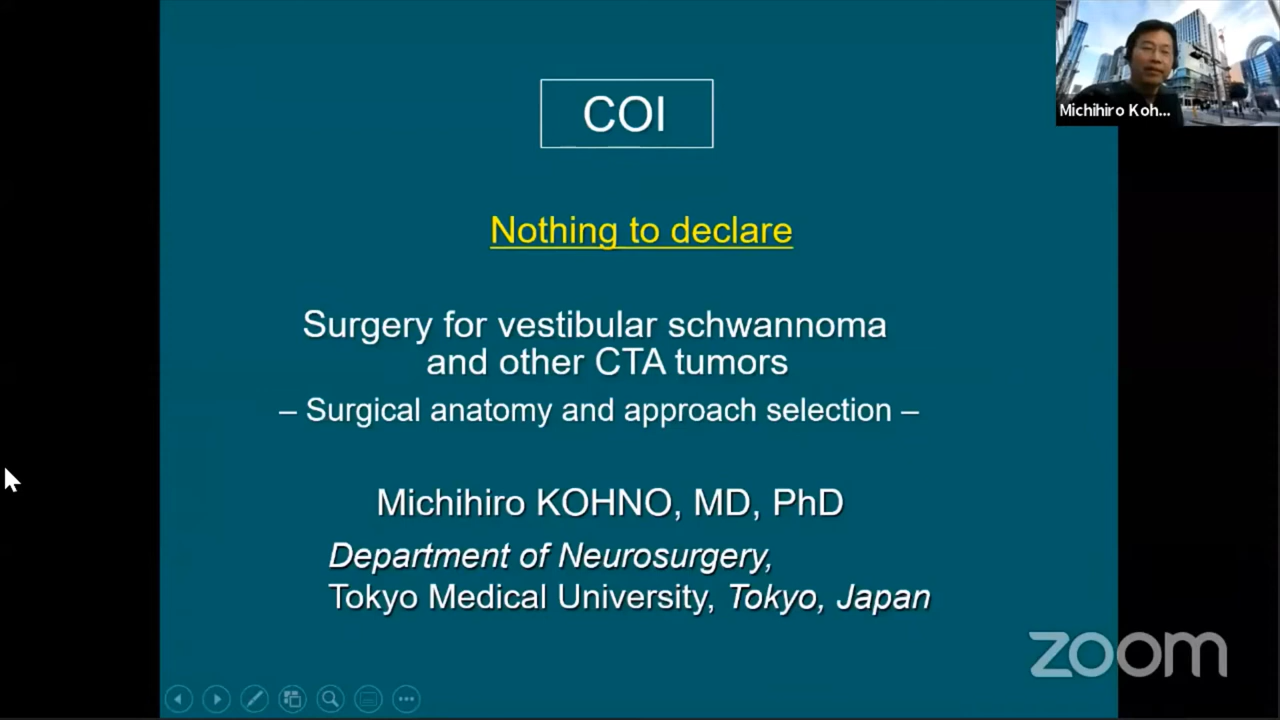 COI
Michihiro Koh...
Nothing to declare
Surgery for vestibular schwannoma
and other CTA tumors
– Surgical anatomy and approach selection –
Michihiro KOHNO, MD, PhD
Department of Neurosurgery,
Tokyo Medical University, Tokyo, Japan
zoom